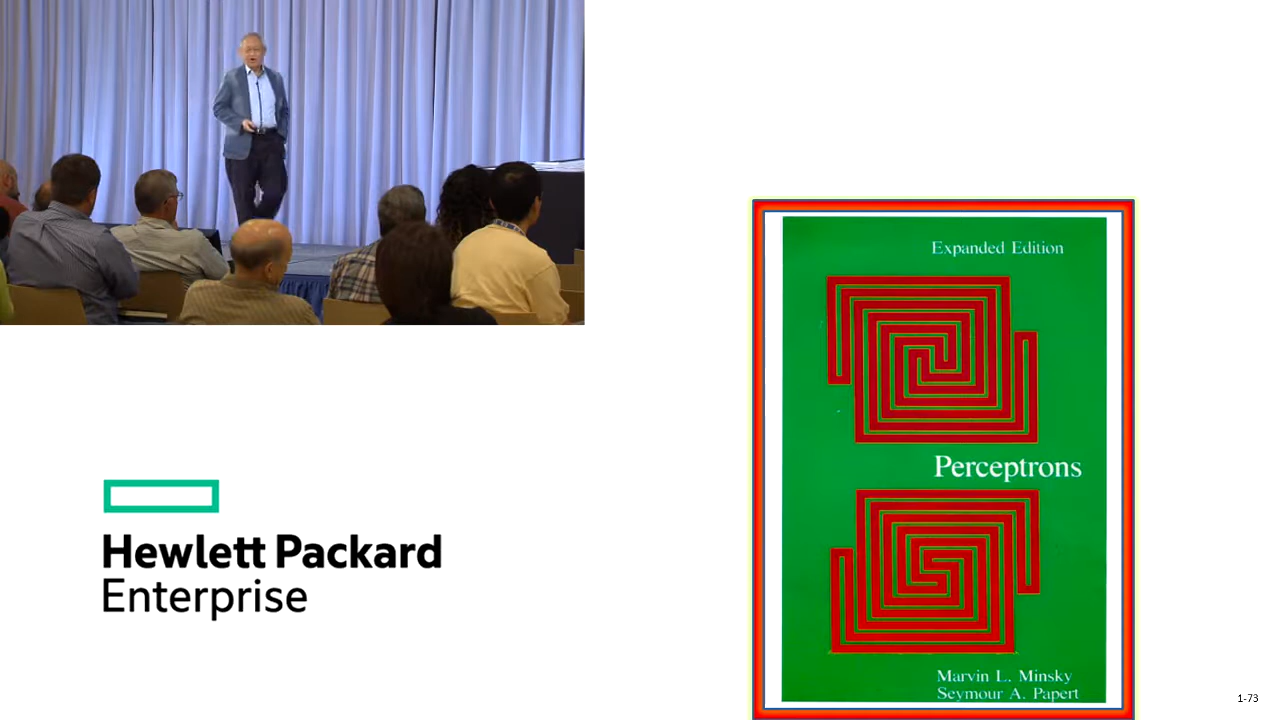 Expanded Edition
Perceptrons
Marvin L. Minsky
Seymour A. Papert
Hewlett Packard
Enterprise
1-73